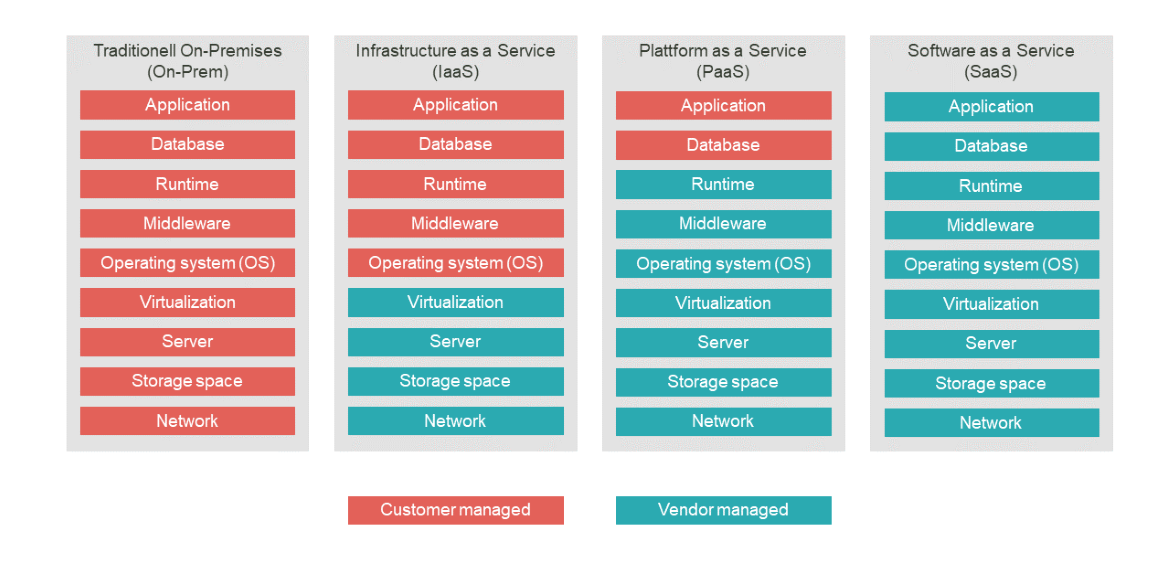 Traditionell On-Premises
(On-Prem)
Application
Database
Runtime
Middleware
Operating system (OS)
Virtualization
Server
Storage space
Network
Infrastructure as a Service
(IaaS)
Application
Database
Runtime
Middleware
Operating system (OS)
Virtualization
Server
Storage space
Network
Plattform as a Service
(PaaS)
Application
Database
Runtime
Middleware
Operating system (OS)
Virtualization
Server
Storage space
Network
Software as a Service
(SaaS)
Application
Database
Runtime
Middleware
Operating system (OS)
Virtualization
Server
Storage space
Network
Customer managed
Vendor managed